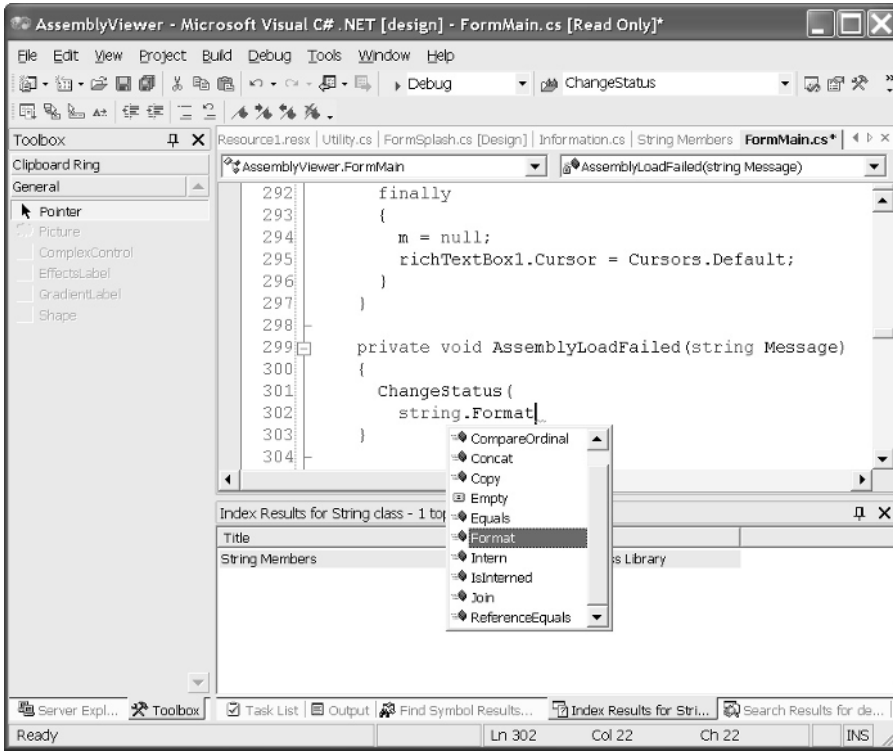 AssemblyViewer - Microsoft Visual C# .NET [design] - FormMain.cs [Read Only]*
File Edit View Project Build Debug Tools Window Help
Debug ChangeStatus
Toolbox
Resource1.resx | Utility.cs | FormSplash.cs [Design] | Information.cs | String Members FormMain.cs*
Clipboard Ring
General
Pointer
Picture
ComplexControl
EffectsLabel
GradientLabel
Shape
AssemblyViewer.FormMain
AssemblyLoadFailed(string Message)
292 finally
293 {
294 m = null;
295 richTextBox1.Cursor = Cursors.Default;
296 }
297 }
298
299 private void AssemblyLoadFailed(string Message)
300 {
301 ChangeStatus(
302 string.Format
303 }
304
CompareOrdinal
Concat
Copy
Empty
Equals
Format
Intern
IsInterned
Join
ReferenceEquals
Index Results for String class - 1
Title
String Members
Library
Server Expl... Toolbox
Task List Output Find Symbol Results... Index Results for Stri... Search Results for de...
Ready Ln 302 Col 22 Ch 22 INS